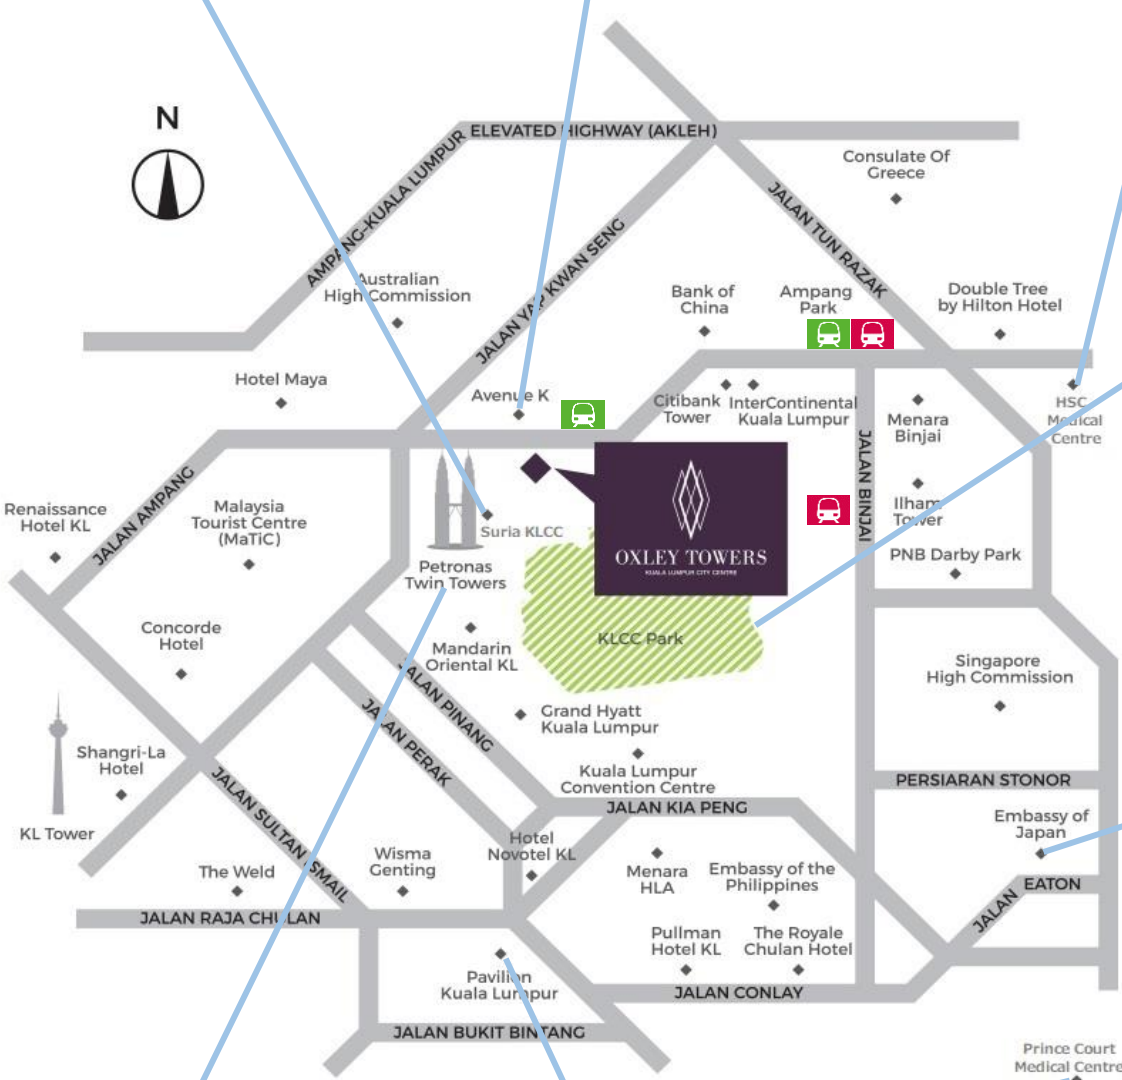 N
ELEVATED HIGHWAY (AKLEH)
AMPANG-KUALA LUMPUR
Consulate Of
Greece
JALAN TUN RAZAK
JALAN YAP KWAN SENG
Australian
High Commission
Bank of
China
Ampang
Park
Double Tree
by Hilton Hotel
Hotel Maya
Avenue K
Citibank
Tower
InterContinental
Kuala Lumpur
Menara
Binjai
HSC
Medical
Centre
JALAN BINJAI
JALAN AMPANG
Renaissance
Hotel KL
Malaysia
Tourist Centre
(MaTiC)
Suria KLCC
OXLEY TOWERS
KUALA LUMPUR CITY CENTRE
Ilham
Tower
PNB Darby Park
Petronas
Twin Towers
Concorde
Hotel
Mandarin
Oriental KL
KLCC Park
Singapore
High Commission
JALAN PINANG
JALAN PERAK
Grand Hyatt
Kuala Lumpur
Shangri-La
Hotel
KL Tower
Kuala Lumpur
Convention Centre
PERSIARAN STONOR
JALAN KIA PENG
JALAN SULTAN ISMAIL
Embassy of
Japan
Hotel
Novotel KL
The Weld
Wisma
Genting
Menara
HLA
Embassy of the
Philippines
JALAN EATON
JALAN RAJA CHULAN
Pullman
Hotel KL
The Royale
Chulan Hotel
Pavilion
Kuala Lumpur
JALAN CONLAY
JALAN BUKIT BINTANG
Prince Court
Medical Centre